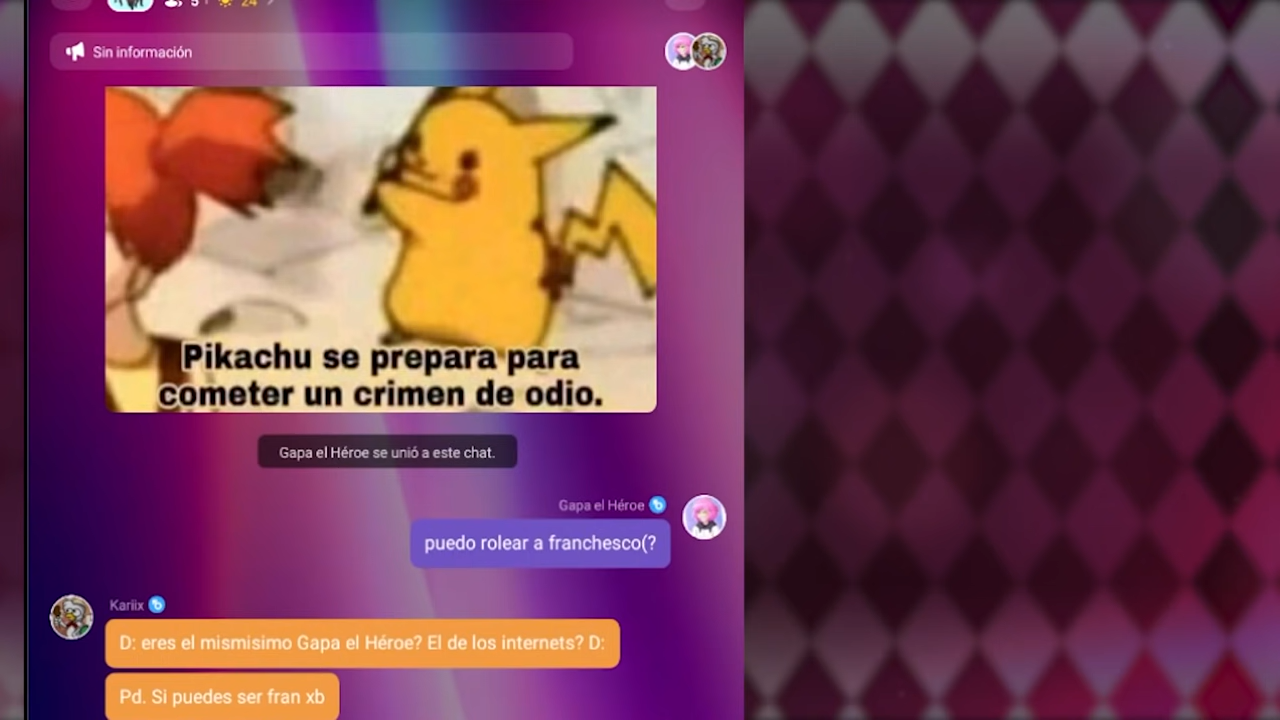 5
24
Sin información
Pikachu se prepara para
cometer un crimen de odio.
Gapa el Héroe se unió a este chat.
Gapa el Héroe
puedo rolear a franchesco(?
Kariix
D: eres el mismisimo Gapa el Héroe? El de los internets? D:
Pd. Si puedes ser fran xb